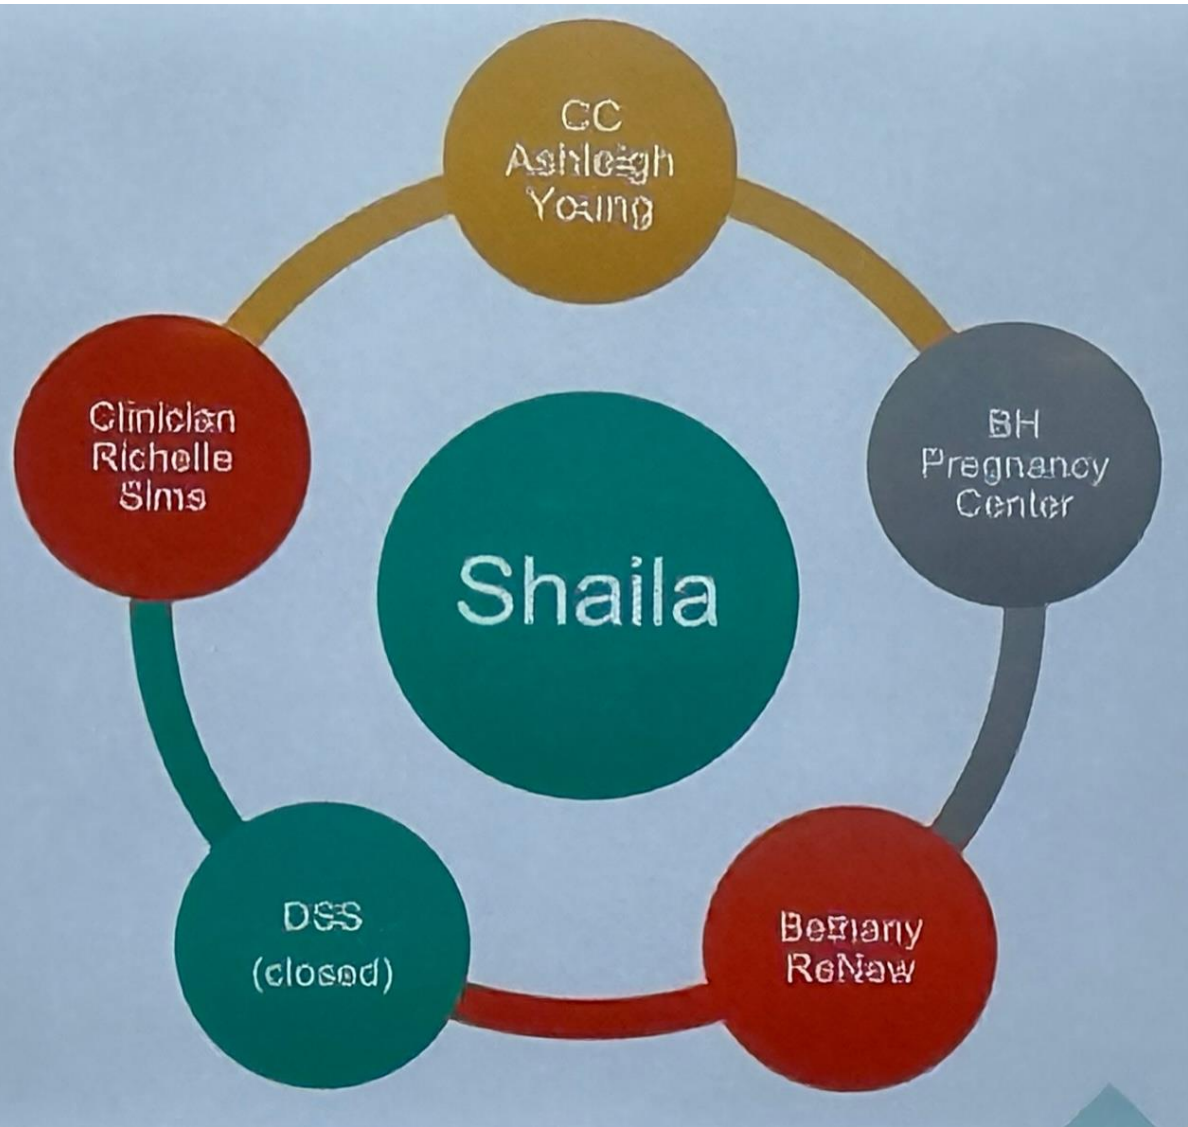 CC
Ashleigh
Young
Clinician
Richelle
Sims
BH
Pregnancy
Center
Shaila
DSS
(closed)
Bethany
ReNew